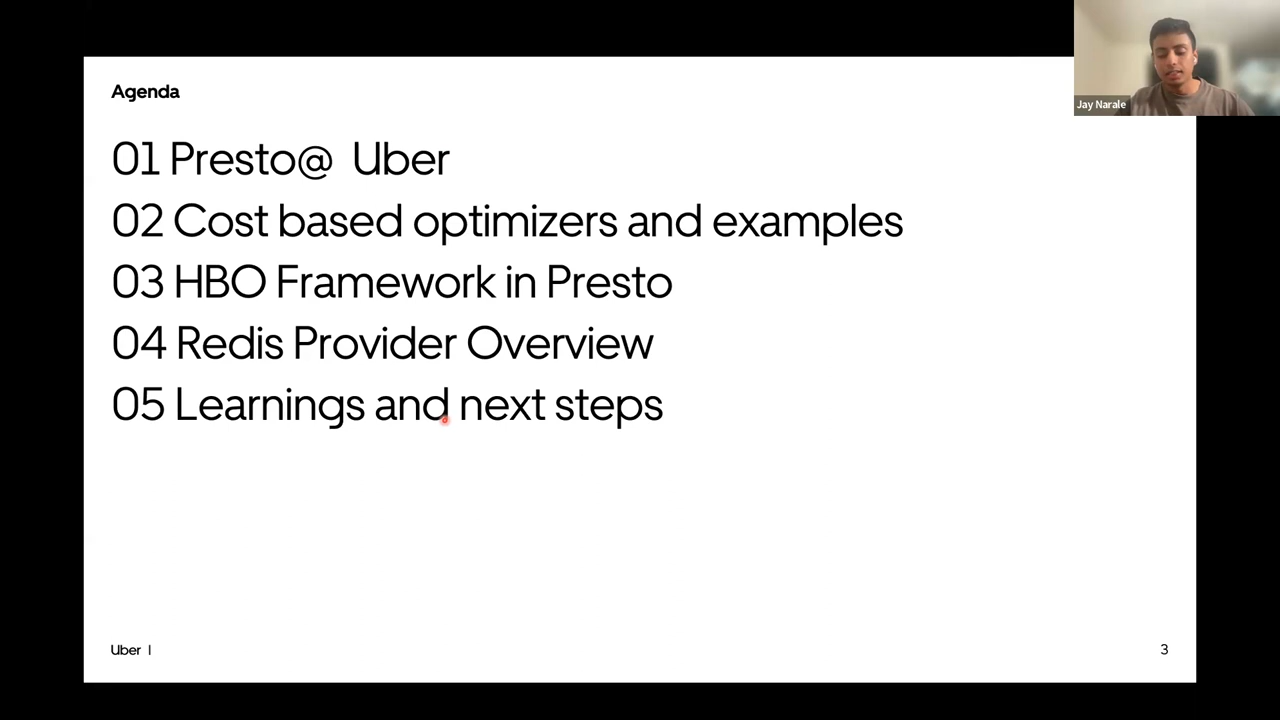 Agenda
Jay Narale
01 Presto@  Uber
02 Cost based optimizers and examples
03 HBO Framework in Presto
04 Redis Provider Overview
05 Learnings and next steps
Uber |
3